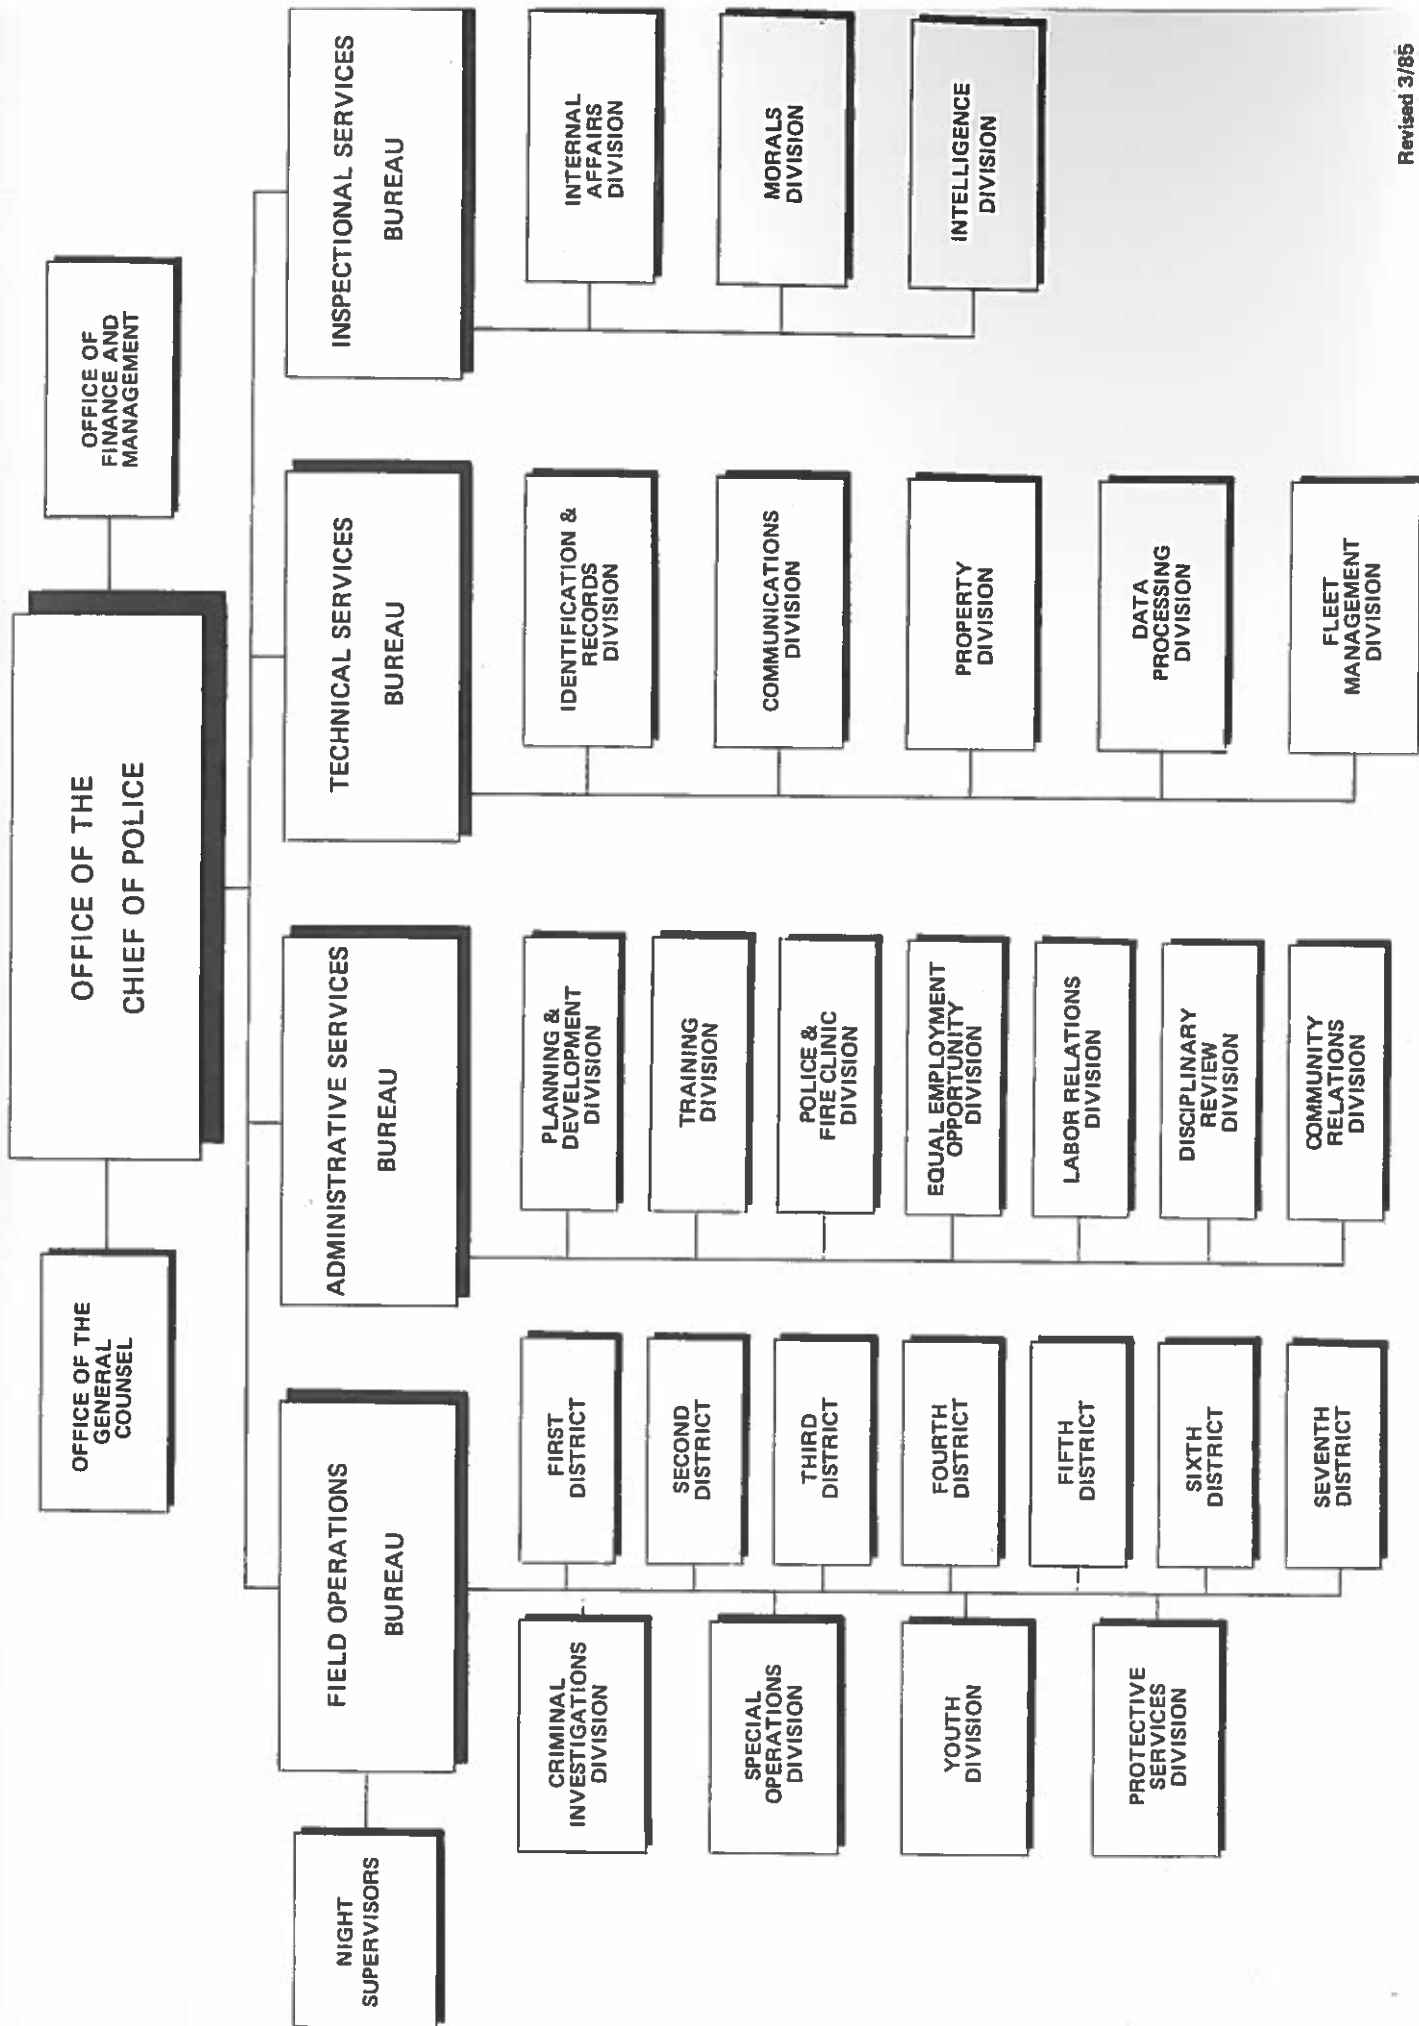 OFFICE OF THE
CHIEF OF POLICE
OFFICE OF THE
GENERAL
COUNSEL
OFFICE OF
FINANCE AND
MANAGEMENT
NIGHT
SUPERVISORS
FIELD OPERATIONS
BUREAU
CRIMINAL
INVESTIGATIONS
DIVISION
SPECIAL
OPERATIONS
DIVISION
YOUTH
DIVISION
PROTECTIVE
SERVICES
DIVISION
FIRST
DISTRICT
SECOND
DISTRICT
THIRD
DISTRICT
FOURTH
DISTRICT
FIFTH
DISTRICT
SIXTH
DISTRICT
SEVENTH
DISTRICT
ADMINISTRATIVE SERVICES
BUREAU
PLANNING &
DEVELOPMENT
DIVISION
TRAINING
DIVISION
POLICE &
FIRE CLINIC
DIVISION
EQUAL EMPLOYMENT
OPPORTUNITY
DIVISION
LABOR RELATIONS
DIVISION
DISCIPLINARY
REVIEW
DIVISION
COMMUNITY
RELATIONS
DIVISION
TECHNICAL SERVICES
BUREAU
IDENTIFICATION &
RECORDS
DIVISION
COMMUNICATIONS
DIVISION
PROPERTY
DIVISION
DATA
PROCESSING
DIVISION
FLEET
MANAGEMENT
DIVISION
INSPECTIONAL SERVICES
BUREAU
INTERNAL
AFFAIRS
DIVISION
MORALS
DIVISION
INTELLIGENCE
DIVISION
Revised 3/85